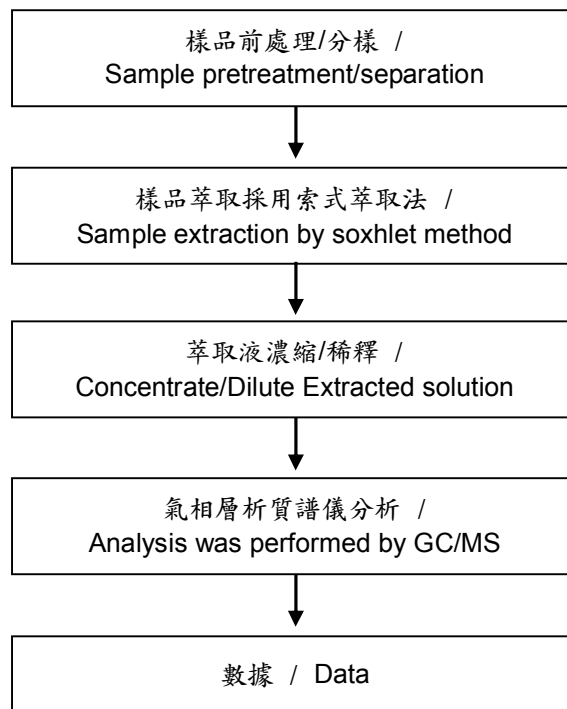 樣品前處理/分樣 /
Sample pretreatment/separation
樣品萃取採用索式萃取法 /
Sample extraction by soxhlet method
萃取液濃縮/稀釋 /
Concentrate/Dilute Extracted solution
氣相層析質譜儀分析 /
Analysis was performed by GC/MS
數據 / Data